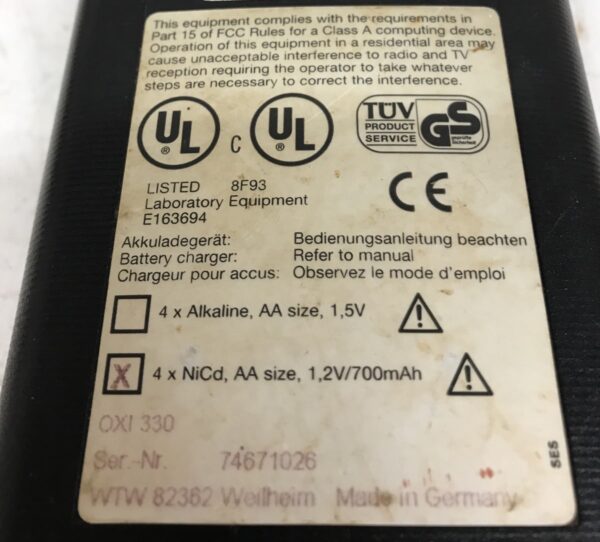 This equipment complies with the requirements in
Part 15 of FCC Rules for a Class A computing device.
Operation of this equipment in a residential area may
cause unacceptable interference to radio and TV
reception requiring the operator to take whatever
steps are necessary to correct the interference.
UL ® C UL ®
TÜV PRODUCT SERVICE GS geprüfte Sicherheit
LISTED 8F93
Laboratory Equipment
E163694
CE
Akkuladegerät: Bedienungsanleitung beachten
Battery charger: Refer to manual
Chargeur pour accus: Observez le mode d'emploi
4 x Alkaline, AA size, 1,5V
X 4 x NiCd, AA size, 1,2V/700mAh
OXI 330
Ser.-Nr. 74671026
WTW 82362 Weilheim Made in Germany
SES